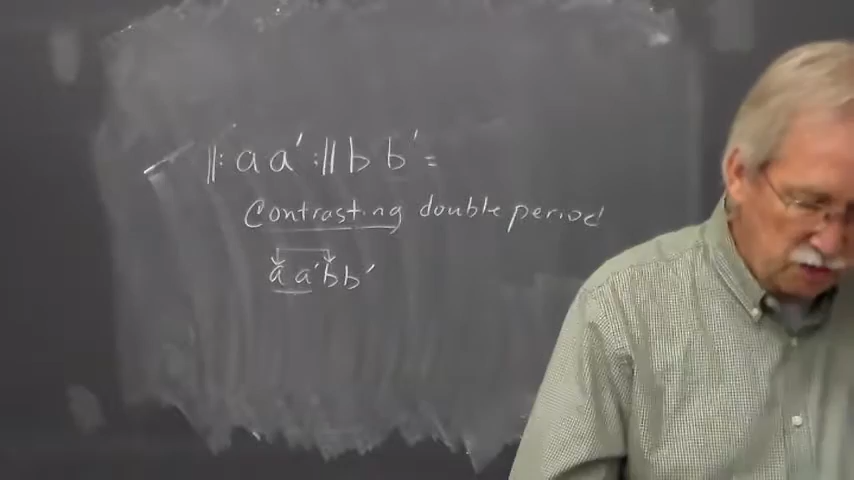 ||: a a' :|| b b' =
Contrasting double period
a a' b b'